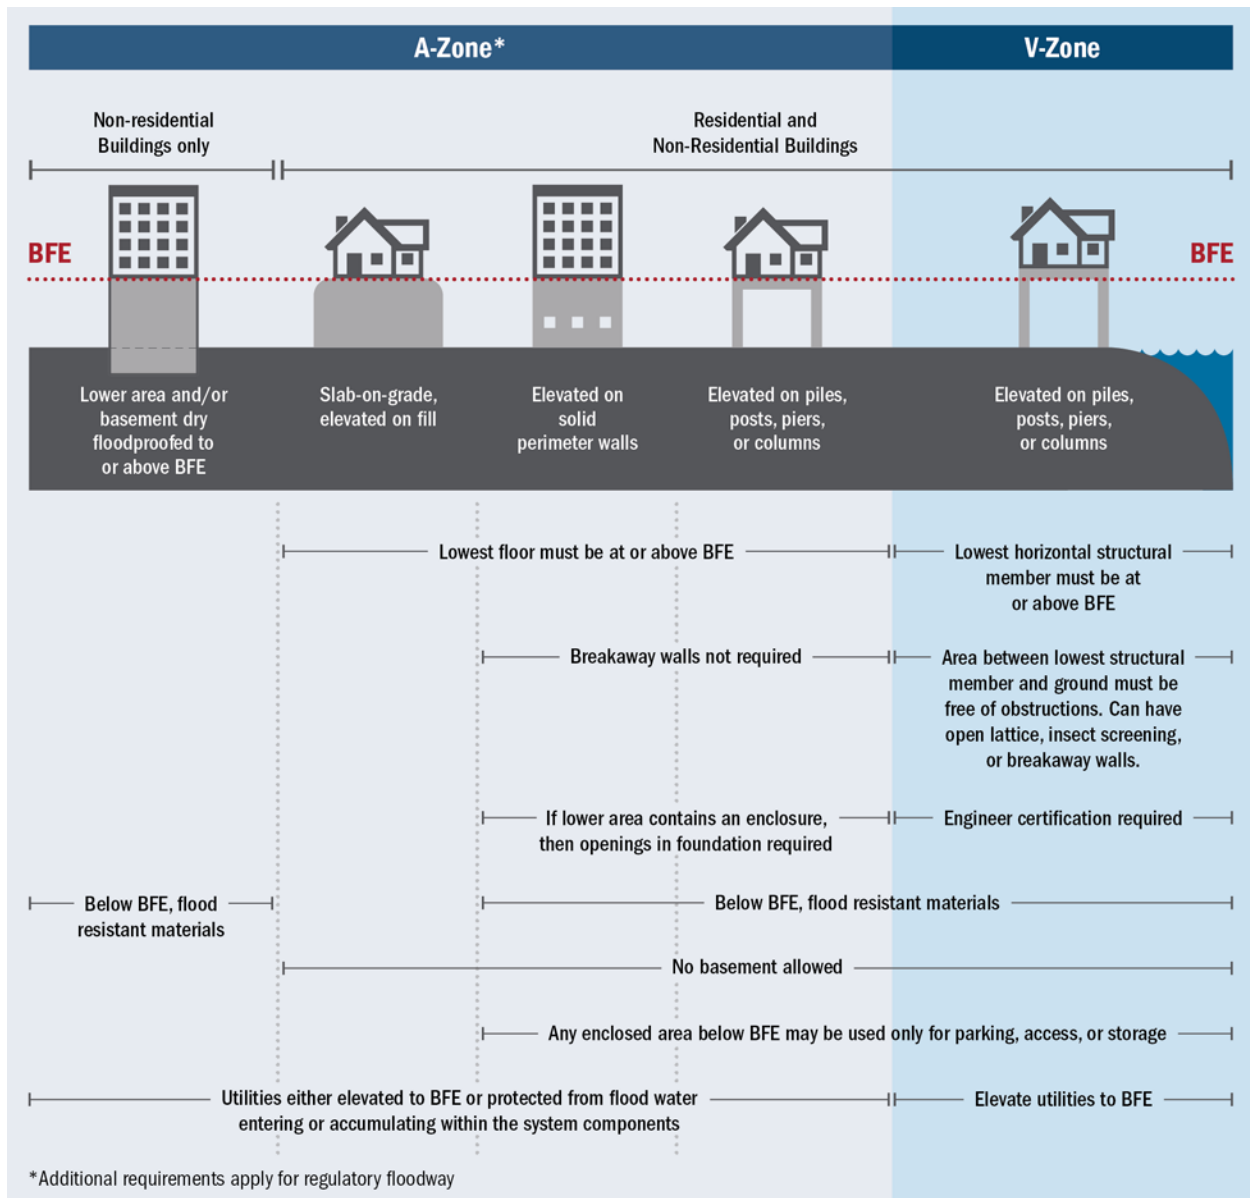 A-Zone*
V-Zone
Non-residential
Buildings only
Residential and
Non-Residential Buildings
BFE
BFE
Lower area and/or
basement dry
floodproofed to
or above BFE
Slab-on-grade,
elevated on fill
Elevated on
solid
perimeter walls
Elevated on piles,
posts, piers,
or columns
Elevated on piles,
posts, piers,
or columns
Lowest floor must be at or above BFE
Lowest horizontal structural
member must be at
or above BFE
Breakaway walls not required
Area between lowest structural
member and ground must be
free of obstructions. Can have
open lattice, insect screening,
or breakaway walls.
If lower area contains an enclosure,
then openings in foundation required
Engineer certification required
Below BFE, flood
resistant materials
Below BFE, flood resistant materials
No basement allowed
Any enclosed area below BFE may be used only for parking, access, or storage
Utilities either elevated to BFE or protected from flood water
entering or accumulating within the system components
Elevate utilities to BFE
*Additional requirements apply for regulatory floodway